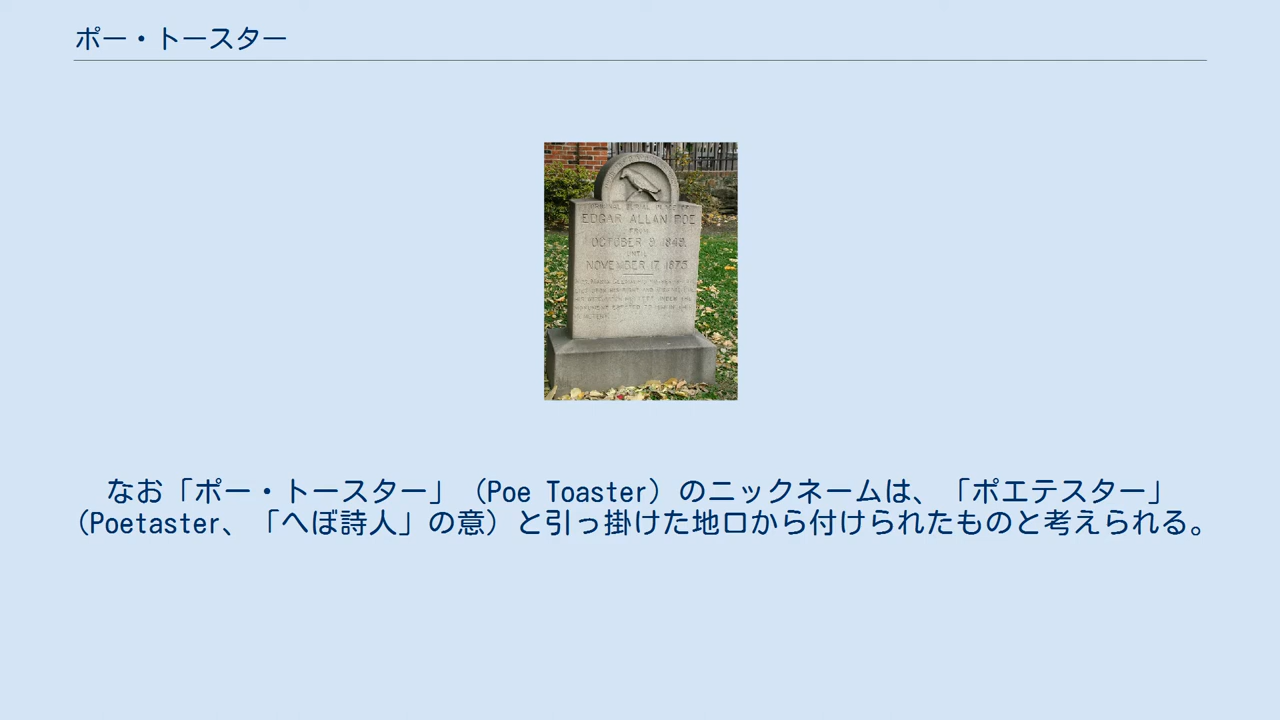 ポー・トースター
EDGAR ALLAN POE
FROM
OCTOBER 9, 1849,
UNTIL
NOVEMBER 17, 1875
なお「ポー・トースター」（Poe Toaster）のニックネームは、「ポエテスター」
（Poetaster、「へぼ詩人」の意）と引っ掛けた地口から付けられたものと考えられる。